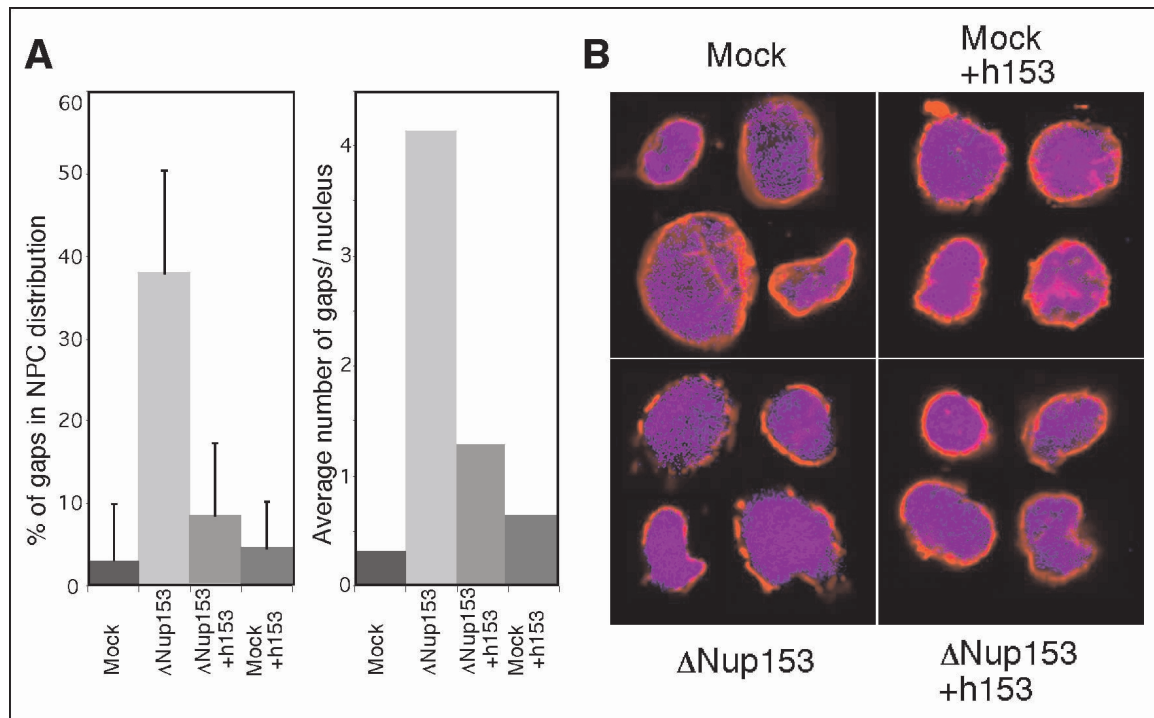 A
B
Mock
Mock
+h153
% of gaps in NPC distribution
60
50
40
30
20
10
0
Mock
ΔNup153
ΔNup153
+h153
Mock
+h153
Average number of gaps/ nucleus
4
3
2
1
0
Mock
ΔNup153
ΔNup153
+h153
Mock
+h153
ΔNup153
ΔNup153
+h153